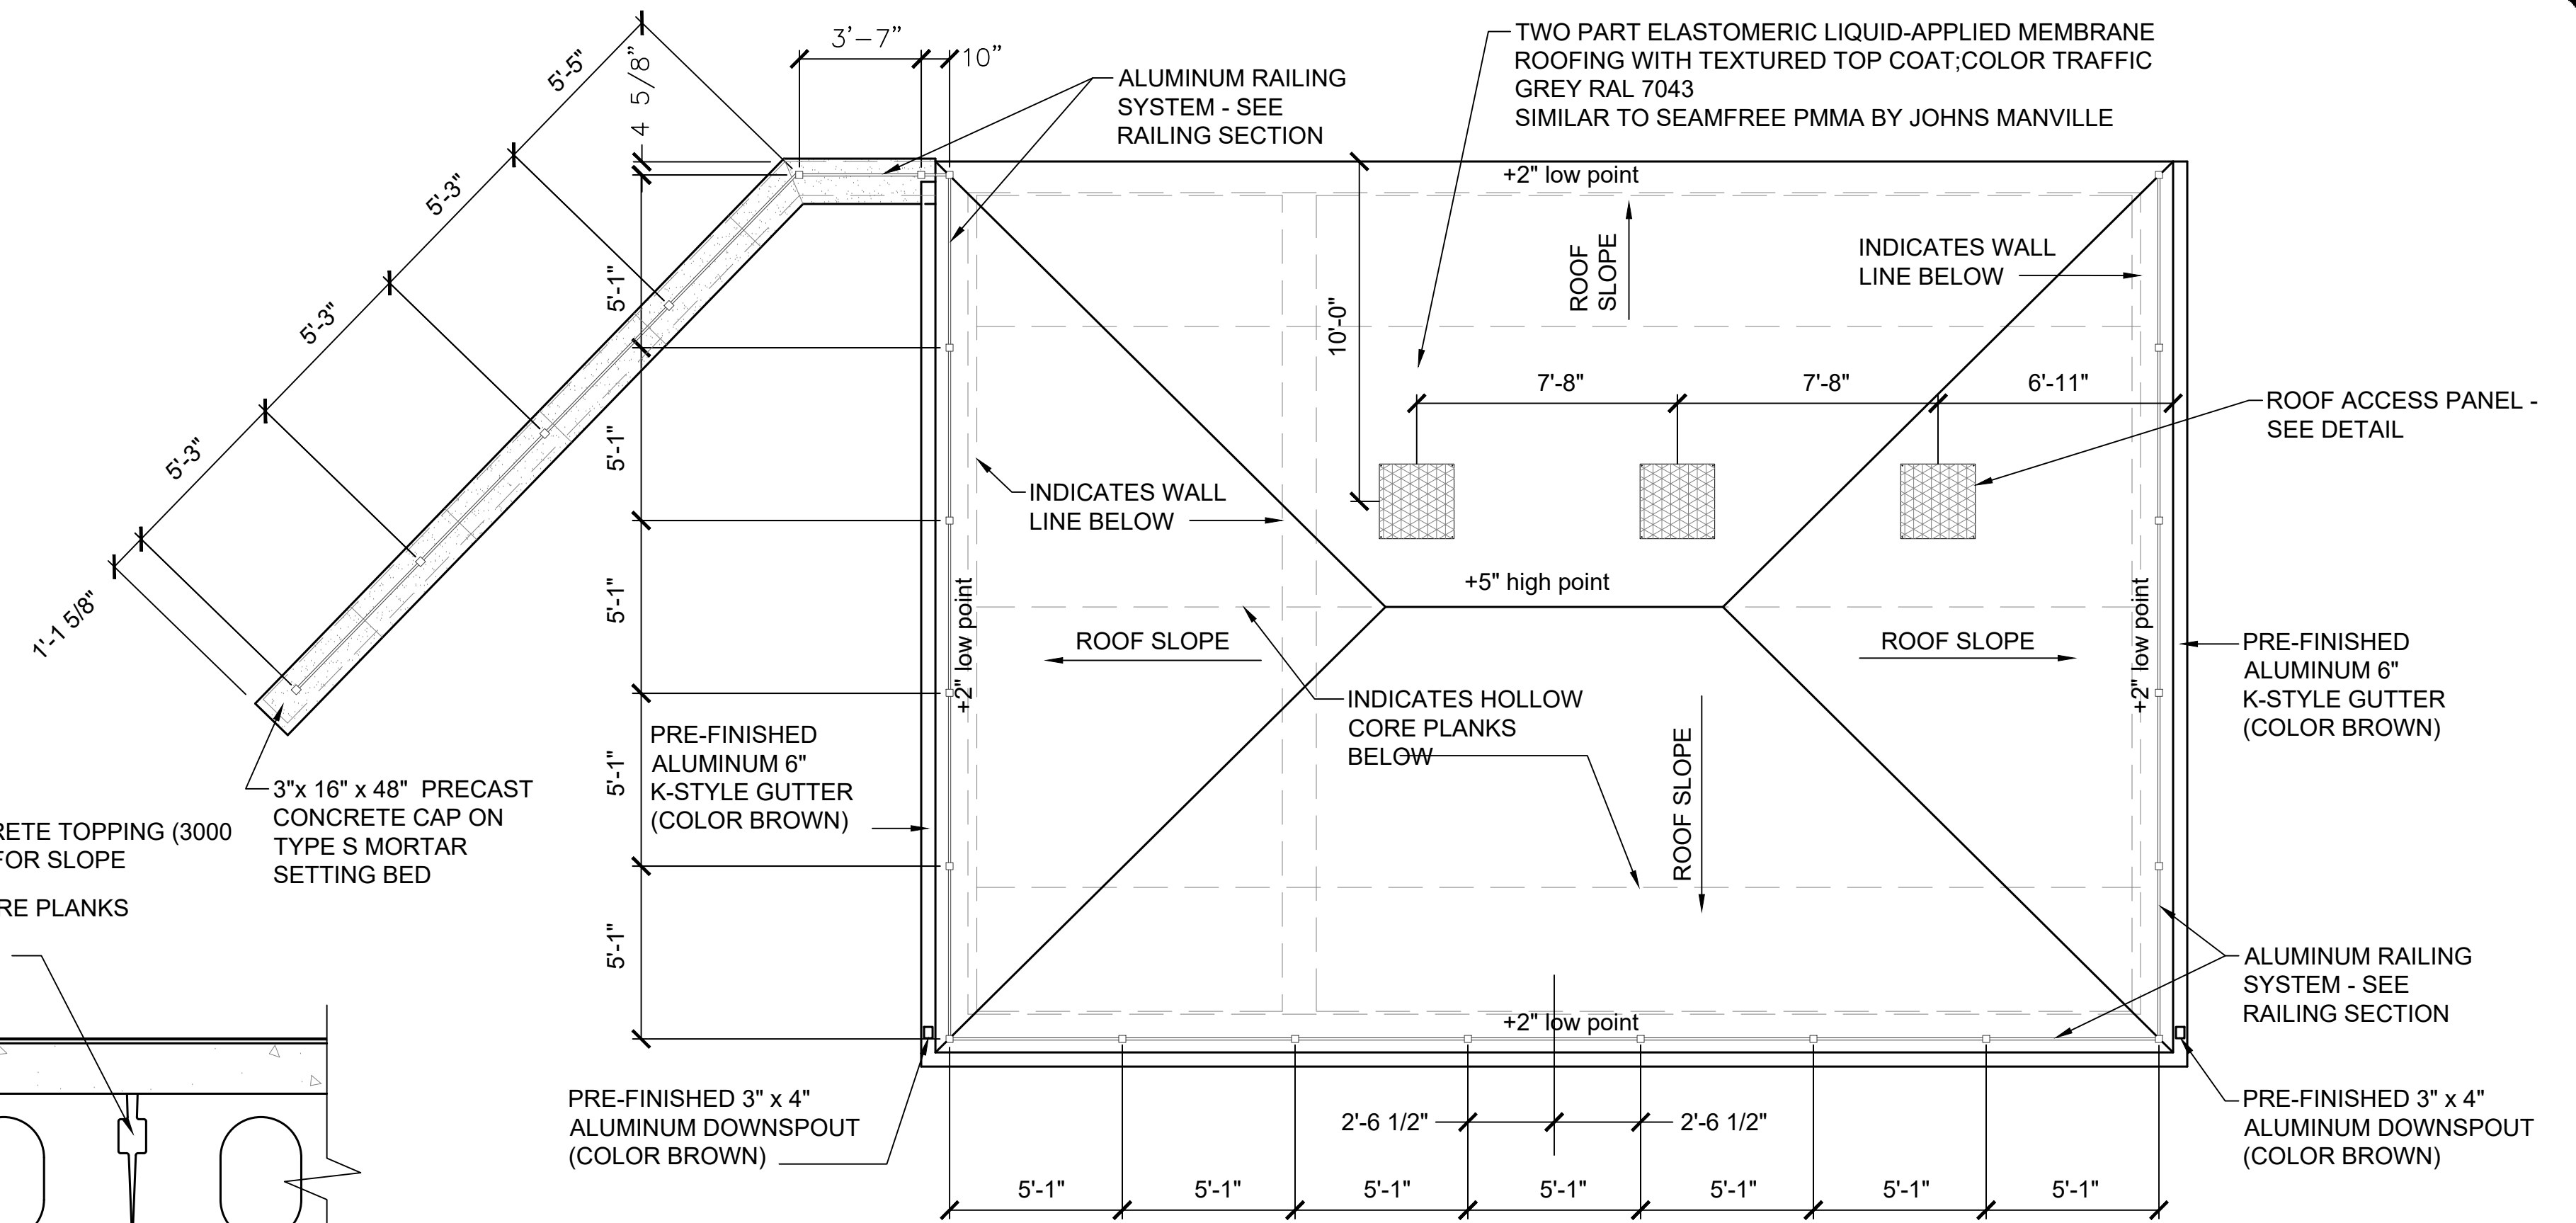 TWO PART ELASTOMERIC LIQUID-APPLIED MEMBRANE
ROOFING WITH TEXTURED TOP COAT;COLOR TRAFFIC
GREY RAL 7043
SIMILAR TO SEAMFREE PMMA BY JOHNS MANVILLE
3'-7"
10"
5'-5"
4 5/8"
ALUMINUM RAILING
SYSTEM - SEE
RAILING SECTION
5'-3"
5'-3"
5'-3"
1'-1 5/8"
+2" low point
ROOF
SLOPE
INDICATES WALL
LINE BELOW
5'-1"
10'-0"
7'-8"
7'-8"
6'-11"
ROOF ACCESS PANEL -
SEE DETAIL
5'-1"
INDICATES WALL
LINE BELOW
5'-1"
+2" low point
+5" high point
+2" low point
ROOF SLOPE
ROOF SLOPE
PRE-FINISHED
ALUMINUM 6"
K-STYLE GUTTER
(COLOR BROWN)
INDICATES HOLLOW
CORE PLANKS
BELOW
ROOF SLOPE
PRE-FINISHED
ALUMINUM 6"
K-STYLE GUTTER
(COLOR BROWN)
5'-1"
3"x 16" x 48" PRECAST
CONCRETE CAP ON
TYPE S MORTAR
SETTING BED
RETE TOPPING (3000
FOR SLOPE
RE PLANKS
5'-1"
ALUMINUM RAILING
SYSTEM - SEE
RAILING SECTION
+2" low point
PRE-FINISHED 3" x 4"
ALUMINUM DOWNSPOUT
(COLOR BROWN)
2'-6 1/2"
2'-6 1/2"
PRE-FINISHED 3" x 4"
ALUMINUM DOWNSPOUT
(COLOR BROWN)
5'-1"
5'-1"
5'-1"
5'-1"
5'-1"
5'-1"
5'-1"